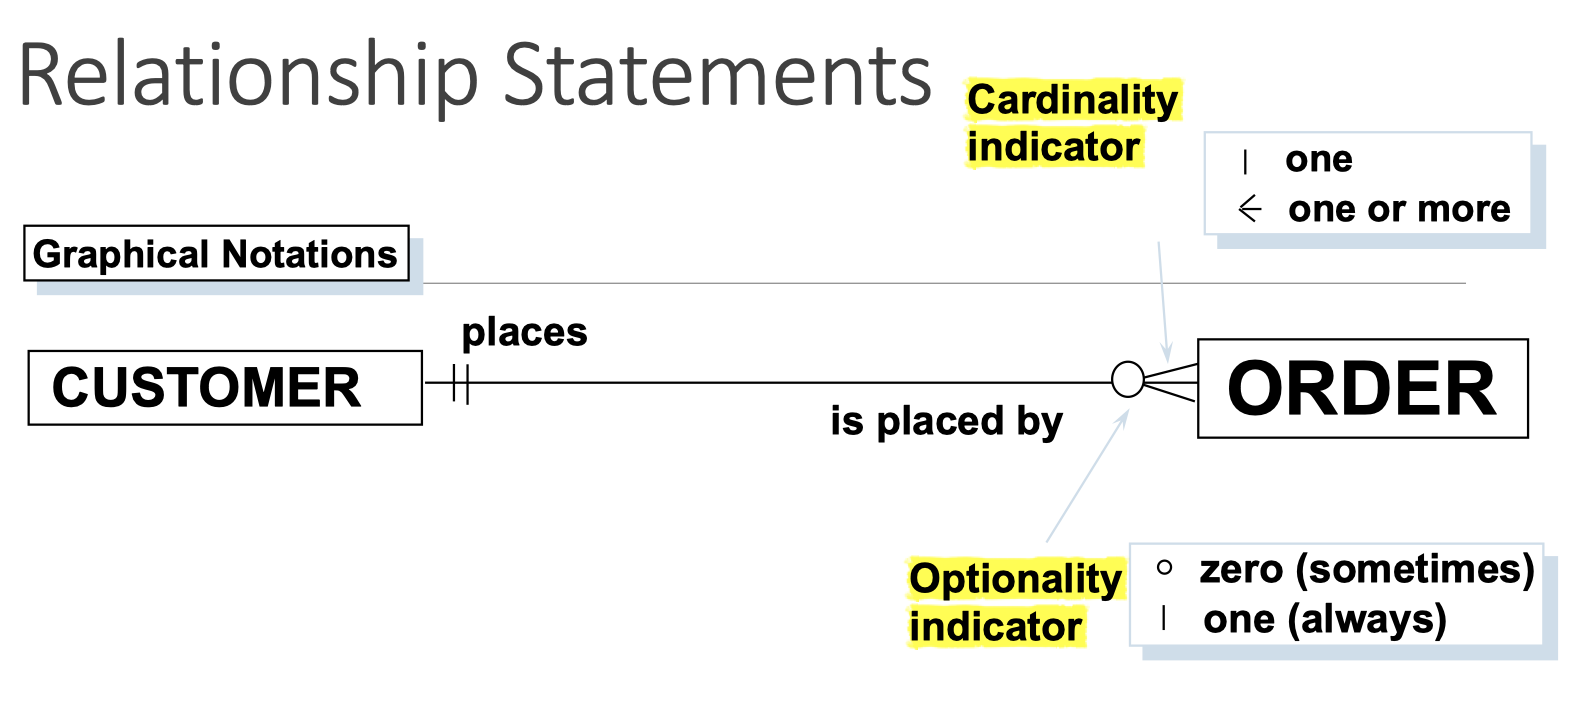 Relationship Statements
Cardinality
indicator
one
one or more
Graphical Notations
places
CUSTOMER
ORDER
is placed by
Optionality
indicator
zero (sometimes)
one (always)